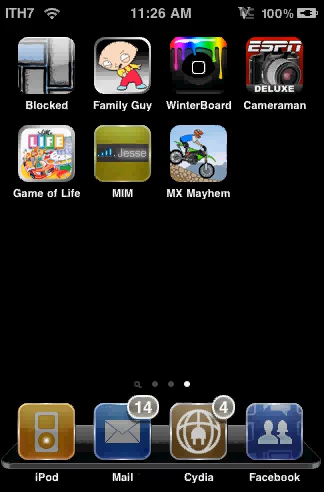 ITH7 11:26 AM 100%
ESPN
DELUXE
Blocked Family Guy WinterBoard Cameraman
LIFE
Jesse
Game of Life MIM MX Mayhem
14 4
iPod Mail Cydia Facebook